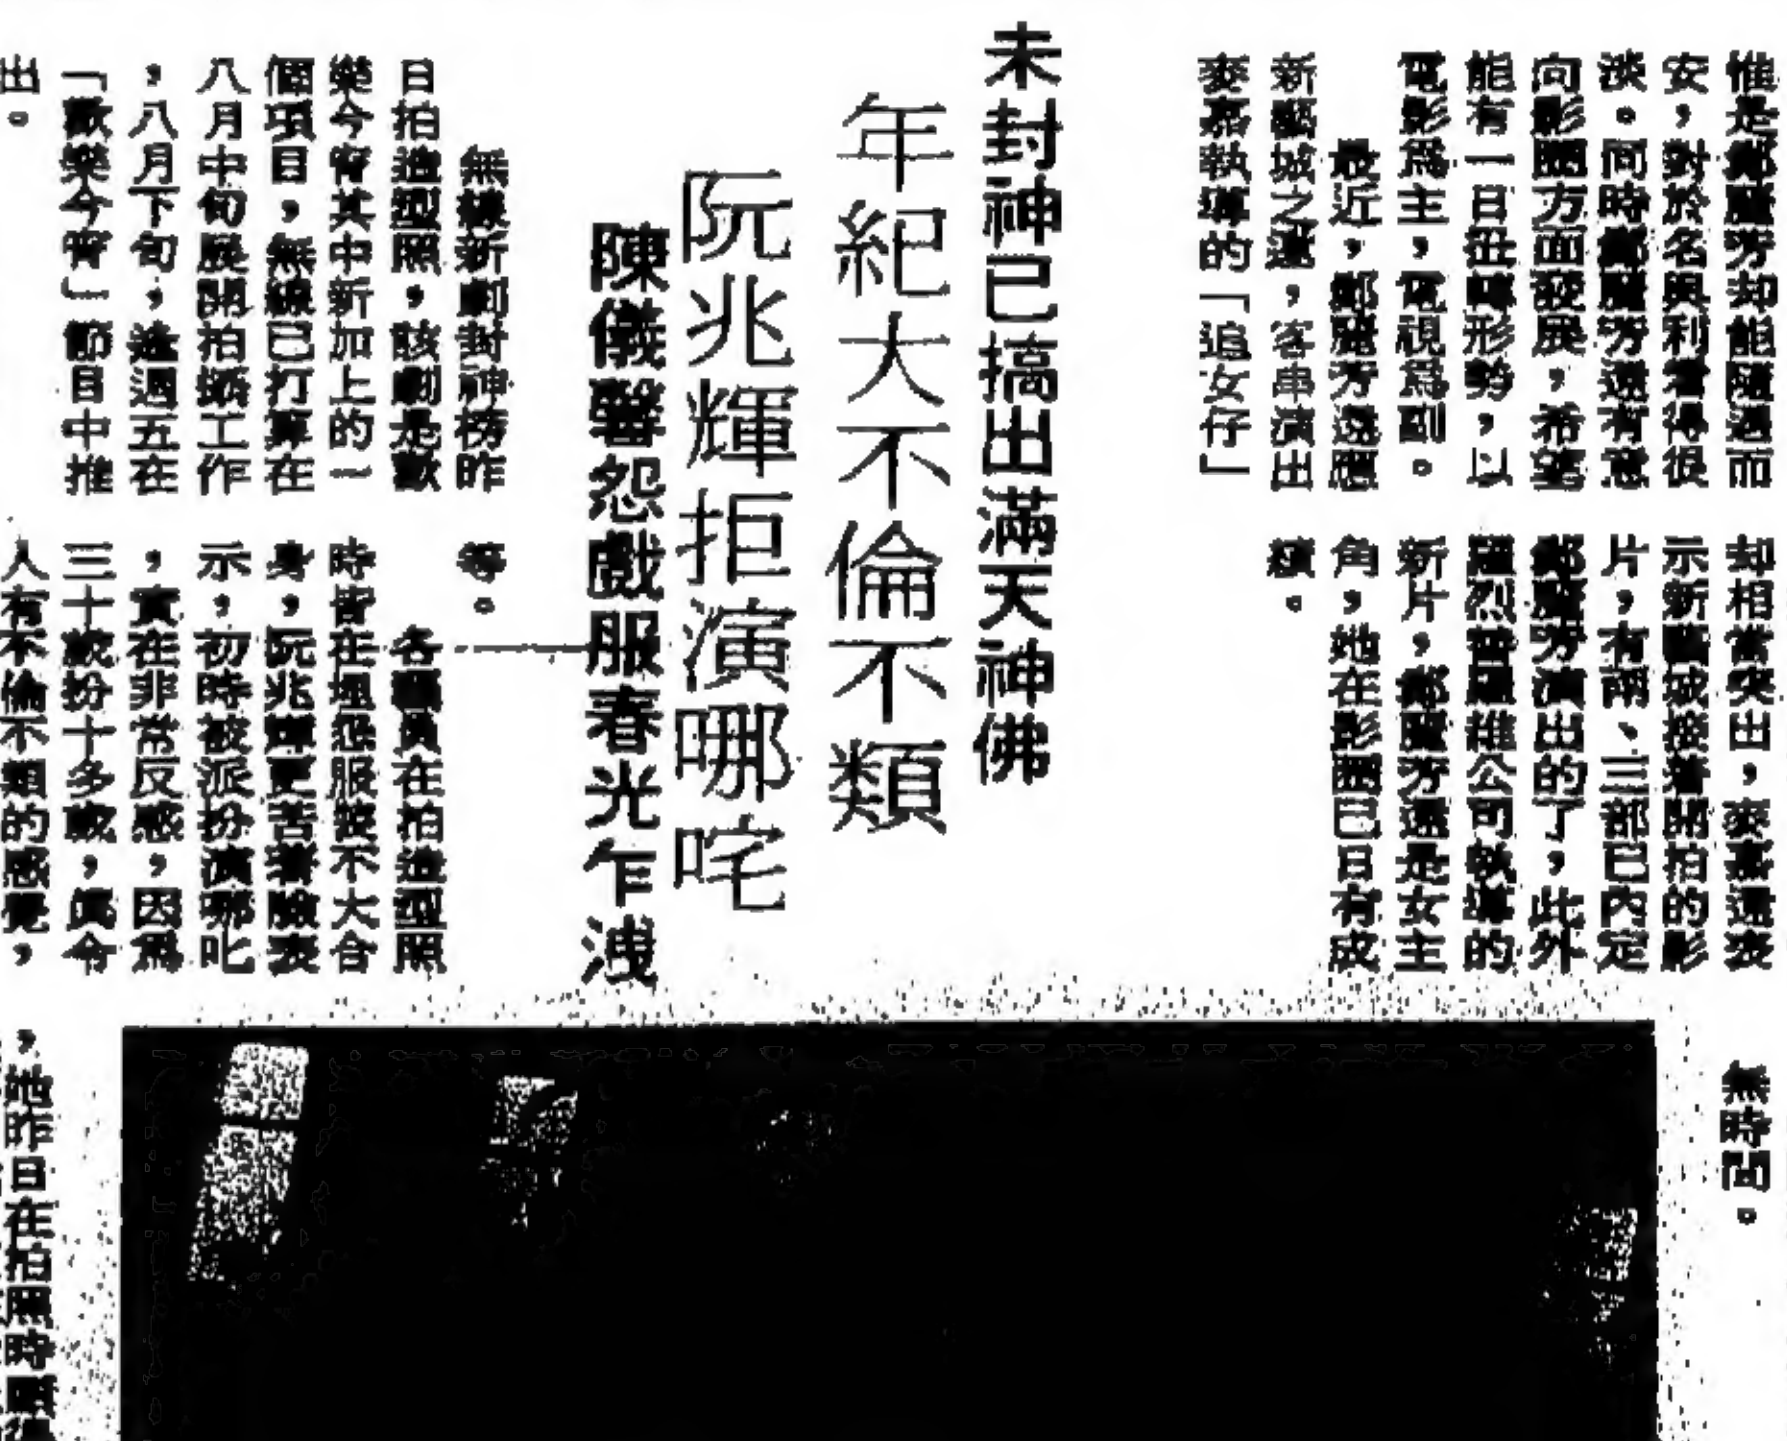 惟是鄭麗芳却能隨遇而
安，對於名與利看得很
淡。同時鄭麗芳還有意
向影圈方面發展，希望
能有一日扭轉形勢，以
電影爲主，電視爲副。
最近，鄭麗芳還應
新藝城之邀，客串演出
麥嘉執導的「追女仔」
却相當突出，麥嘉還表
示新藝城接着開拍的影
片，有兩、三部已內定
鄭麗芳演出的了，此外
羅烈替羅維公司執導的
新片，鄭麗芳還是女主
角，她在影圈已日有成
績。
無時間。
未封神已搞出滿天神佛
年紀大不倫不類
阮兆輝拒演哪咤
陳儀馨怨戲服春光乍洩
無綫新劇封神榜昨
日拍造型照，該劇是歡
樂今宵其中新加上的一
個項目，無綫已打算在
八月中旬展開拍攝工作
，八月下旬，逢週五在
「歡樂今宵」節目中推
出。
等。
各演員在拍造型照
時皆在埋怨服裝不大合
身，阮兆輝更苦着臉表
示，初時被派扮演哪叱
，實在非常反感，因爲
三十歲扮十多歲，眞令
人有不倫不類的感覺，
，她昨日在拍照時顯得